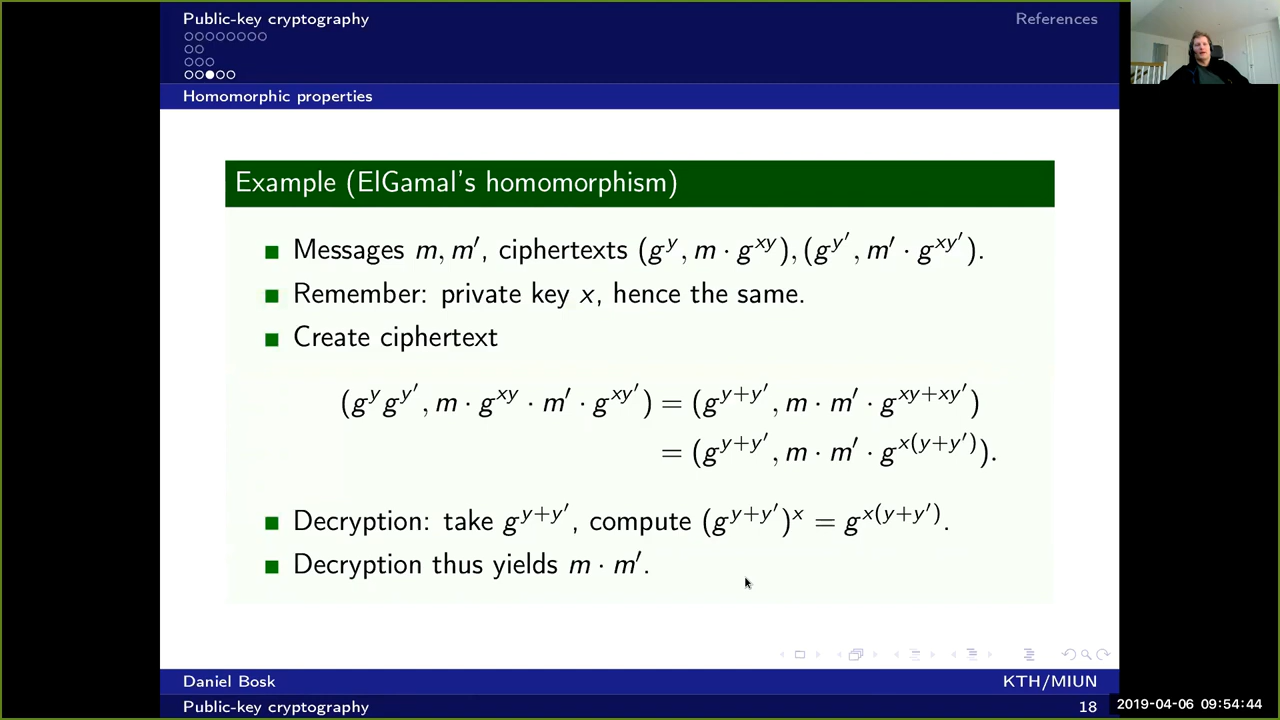 Public-key cryptography
References
Homomorphic properties
Example (ElGamal's homomorphism)
Messages m, m′, ciphertexts (g^y, m · g^{xy}), (g^{y′}, m′ · g^{xy′}).
Remember: private key x, hence the same.
Create ciphertext
(g^y g^{y′}, m · g^{xy} · m′ · g^{xy′}) = (g^{y+y′}, m · m′ · g^{xy+xy′})
= (g^{y+y′}, m · m′ · g^{x(y+y′)}).
Decryption: take g^{y+y′}, compute (g^{y+y′})^x = g^{x(y+y′)}.
Decryption thus yields m · m′.
Daniel Bosk
KTH/MIUN
Public-key cryptography
18
2019-04-06 09:54:44